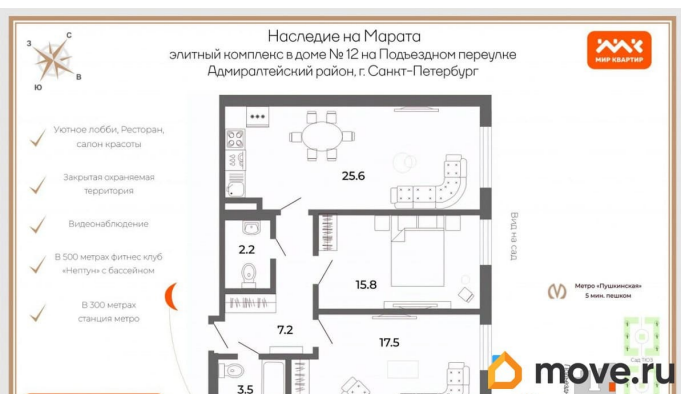 Наследие на Марата
элитный комплекс в доме № 12 на Подъездном переулке
Адмиралтейский район, г. Санкт-Петербург
МИР КВАРТИР
С
З
В
Ю
Уютное лобби, Ресторан,
салон красоты
Закрытая охраняемая
территория
Видеонаблюдение
В 500 метрах фитнес клуб
«Нептун» с бассейном
В 300 метрах
станция метро
25.6
2.2
15.8
7.2
17.5
3.5
Вид на сад
Метро «Пушкинская»
5 мин. пешком
move.ru